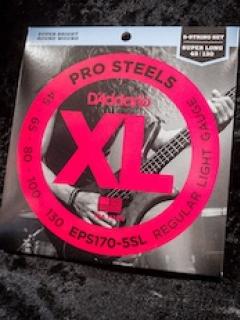 SUPER BRIGHT
ROUND WOUND
5-STRING SET
SUPER LONG
45/130
PRO STEELS
D'Addario
XL
45 65 80 100 130
EPS170-5SL
REGULAR LIGHT GAUGE